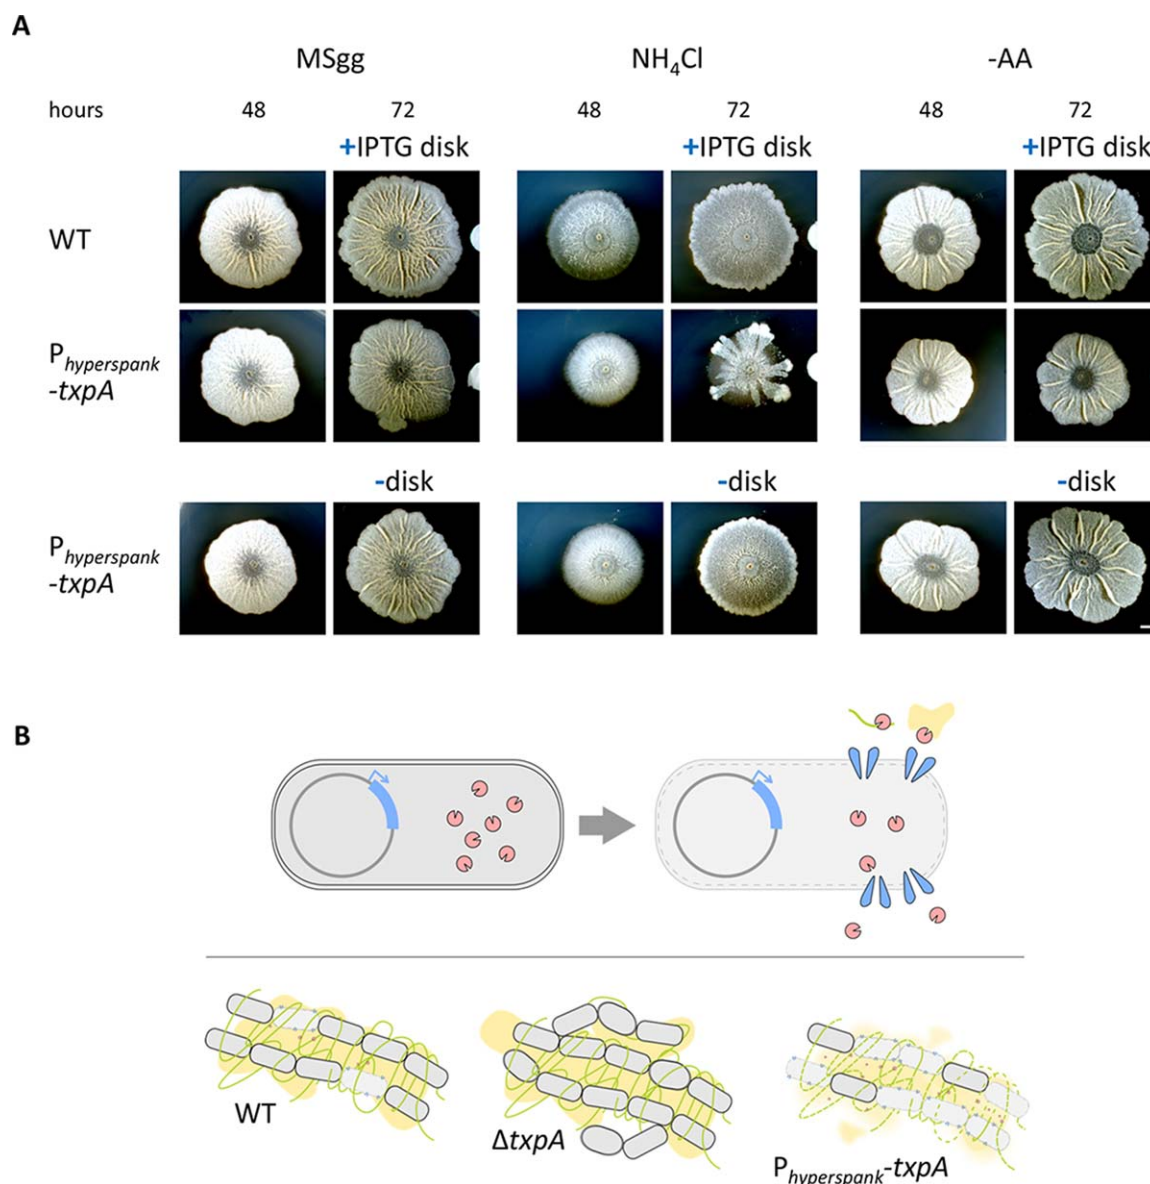 A
MSgg NH₄Cl -AA
hours 48 72 48 72 48 72
+IPTG disk +IPTG disk +IPTG disk
WT
Phyperspank
-txpA
-disk -disk -disk
Phyperspank
-txpA
B
WT ΔtxpA Phyperspank-txpA